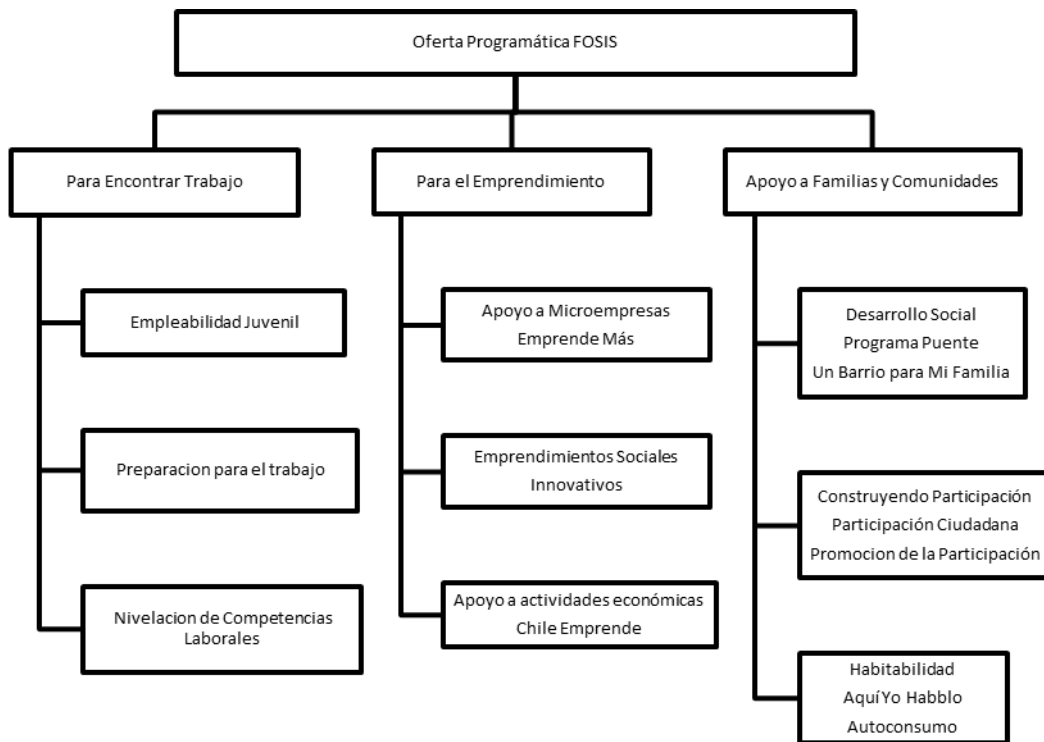 Oferta Programática FOSIS
Para Encontrar Trabajo
Para el Emprendimiento
Apoyo a Familias y Comunidades
Empleabilidad Juvenil
Preparacion para el trabajo
Nivelacion de Competencias
Laborales
Apoyo a Microempresas
Emprende Más
Emprendimientos Sociales
Innovativos
Apoyo a actividades económicas
Chile Emprende
Desarrollo Social
Programa Puente
Un Barrio para Mi Familia
Construyendo Participación
Participación Ciudadana
Promocion de la Participación
Habitabilidad
Aquí Yo Habblo
Autoconsumo